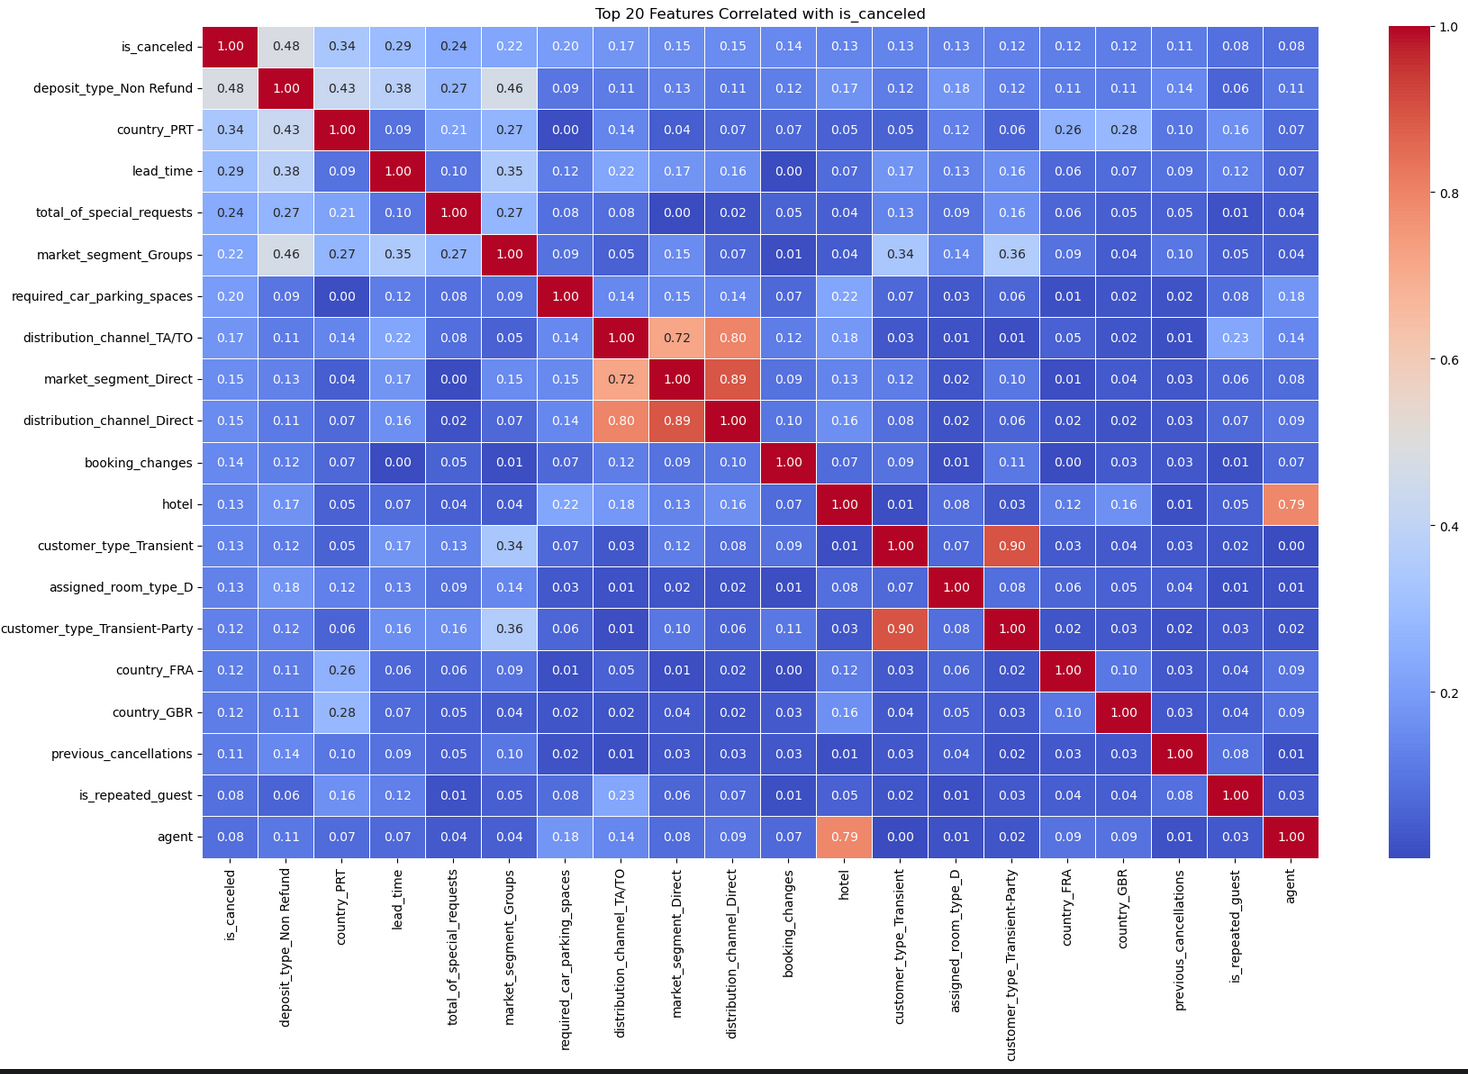 Top 20 Features Correlated with is_canceled
is_canceled 1.00 0.48 0.34 0.29 0.24 0.22 0.20 0.17 0.15 0.15 0.14 0.13 0.13 0.13 0.12 0.12 0.12 0.11 0.08 0.08
deposit_type_Non Refund 0.48 1.00 0.43 0.38 0.27 0.46 0.09 0.11 0.13 0.11 0.12 0.17 0.12 0.18 0.12 0.11 0.11 0.14 0.06 0.11
country_PRT 0.34 0.43 1.00 0.09 0.21 0.27 0.00 0.14 0.04 0.07 0.07 0.05 0.05 0.12 0.06 0.26 0.28 0.10 0.16 0.07
lead_time 0.29 0.38 0.09 1.00 0.10 0.35 0.12 0.22 0.17 0.16 0.00 0.07 0.17 0.13 0.16 0.06 0.07 0.09 0.12 0.07
total_of_special_requests 0.24 0.27 0.21 0.10 1.00 0.27 0.08 0.08 0.00 0.02 0.05 0.04 0.13 0.09 0.16 0.06 0.05 0.05 0.01 0.04
market_segment_Groups 0.22 0.46 0.27 0.35 0.27 1.00 0.09 0.05 0.15 0.07 0.01 0.04 0.34 0.14 0.36 0.09 0.04 0.10 0.05 0.04
required_car_parking_spaces 0.20 0.09 0.00 0.12 0.08 0.09 1.00 0.14 0.15 0.14 0.07 0.22 0.07 0.03 0.06 0.01 0.02 0.02 0.08 0.18
distribution_channel_TA/TO 0.17 0.11 0.14 0.22 0.08 0.05 0.14 1.00 0.72 0.80 0.12 0.18 0.03 0.01 0.01 0.05 0.02 0.01 0.23 0.14
market_segment_Direct 0.15 0.13 0.04 0.17 0.00 0.15 0.15 0.72 1.00 0.89 0.09 0.13 0.12 0.02 0.10 0.01 0.04 0.03 0.06 0.08
distribution_channel_Direct 0.15 0.11 0.07 0.16 0.02 0.07 0.14 0.80 0.89 1.00 0.10 0.16 0.08 0.02 0.06 0.02 0.02 0.03 0.07 0.09
booking_changes 0.14 0.12 0.07 0.00 0.05 0.01 0.07 0.12 0.09 0.10 1.00 0.07 0.09 0.01 0.11 0.00 0.03 0.03 0.01 0.07
hotel 0.13 0.17 0.05 0.07 0.04 0.04 0.22 0.18 0.13 0.16 0.07 1.00 0.01 0.08 0.03 0.12 0.16 0.01 0.05 0.79
customer_type_Transient 0.13 0.12 0.05 0.17 0.13 0.34 0.07 0.03 0.12 0.08 0.09 0.01 1.00 0.07 0.90 0.03 0.04 0.03 0.02 0.00
assigned_room_type_D 0.13 0.18 0.12 0.13 0.09 0.14 0.03 0.01 0.02 0.02 0.01 0.08 0.07 1.00 0.08 0.06 0.05 0.04 0.01 0.01
customer_type_Transient-Party 0.12 0.12 0.06 0.16 0.16 0.36 0.06 0.01 0.10 0.06 0.11 0.03 0.90 0.08 1.00 0.02 0.03 0.02 0.03 0.02
country_FRA 0.12 0.11 0.26 0.06 0.06 0.09 0.01 0.05 0.01 0.02 0.00 0.12 0.03 0.06 0.02 1.00 0.10 0.03 0.04 0.09
country_GBR 0.12 0.11 0.28 0.07 0.05 0.04 0.02 0.02 0.04 0.02 0.03 0.16 0.04 0.05 0.03 0.10 1.00 0.03 0.04 0.09
previous_cancellations 0.11 0.14 0.10 0.09 0.05 0.10 0.02 0.01 0.03 0.03 0.03 0.01 0.03 0.04 0.02 0.03 0.03 1.00 0.08 0.01
is_repeated_guest 0.08 0.06 0.16 0.12 0.01 0.05 0.08 0.23 0.06 0.07 0.01 0.05 0.02 0.01 0.03 0.04 0.04 0.08 1.00 0.03
agent 0.08 0.11 0.07 0.07 0.04 0.04 0.18 0.14 0.08 0.09 0.07 0.79 0.00 0.01 0.02 0.09 0.09 0.01 0.03 1.00
is_canceled
deposit_type_Non Refund
country_PRT
lead_time
total_of_special_requests
market_segment_Groups
required_car_parking_spaces
distribution_channel_TA/TO
market_segment_Direct
distribution_channel_Direct
booking_changes
hotel
customer_type_Transient
assigned_room_type_D
customer_type_Transient-Party
country_FRA
country_GBR
previous_cancellations
is_repeated_guest
agent
1.0
0.8
0.6
0.4
0.2